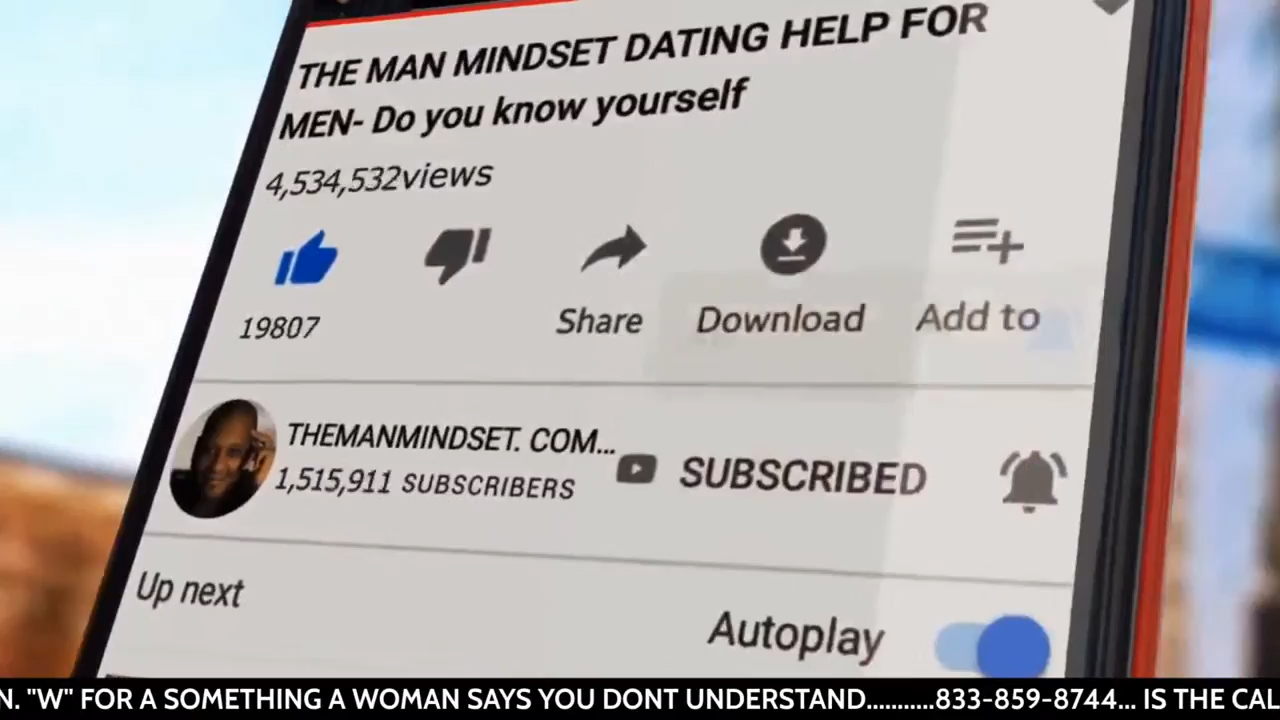 THE MAN MINDSET DATING HELP FOR
MEN- Do you know yourself
4,534,532views
19807
Share
Download
Add to
THEMANMINDSET. COM...
1,515,911 SUBSCRIBERS
SUBSCRIBED
Up next
Autoplay
N. "W" FOR A SOMETHING A WOMAN SAYS YOU DONT UNDERSTAND...........833-859-8744... IS THE CAL